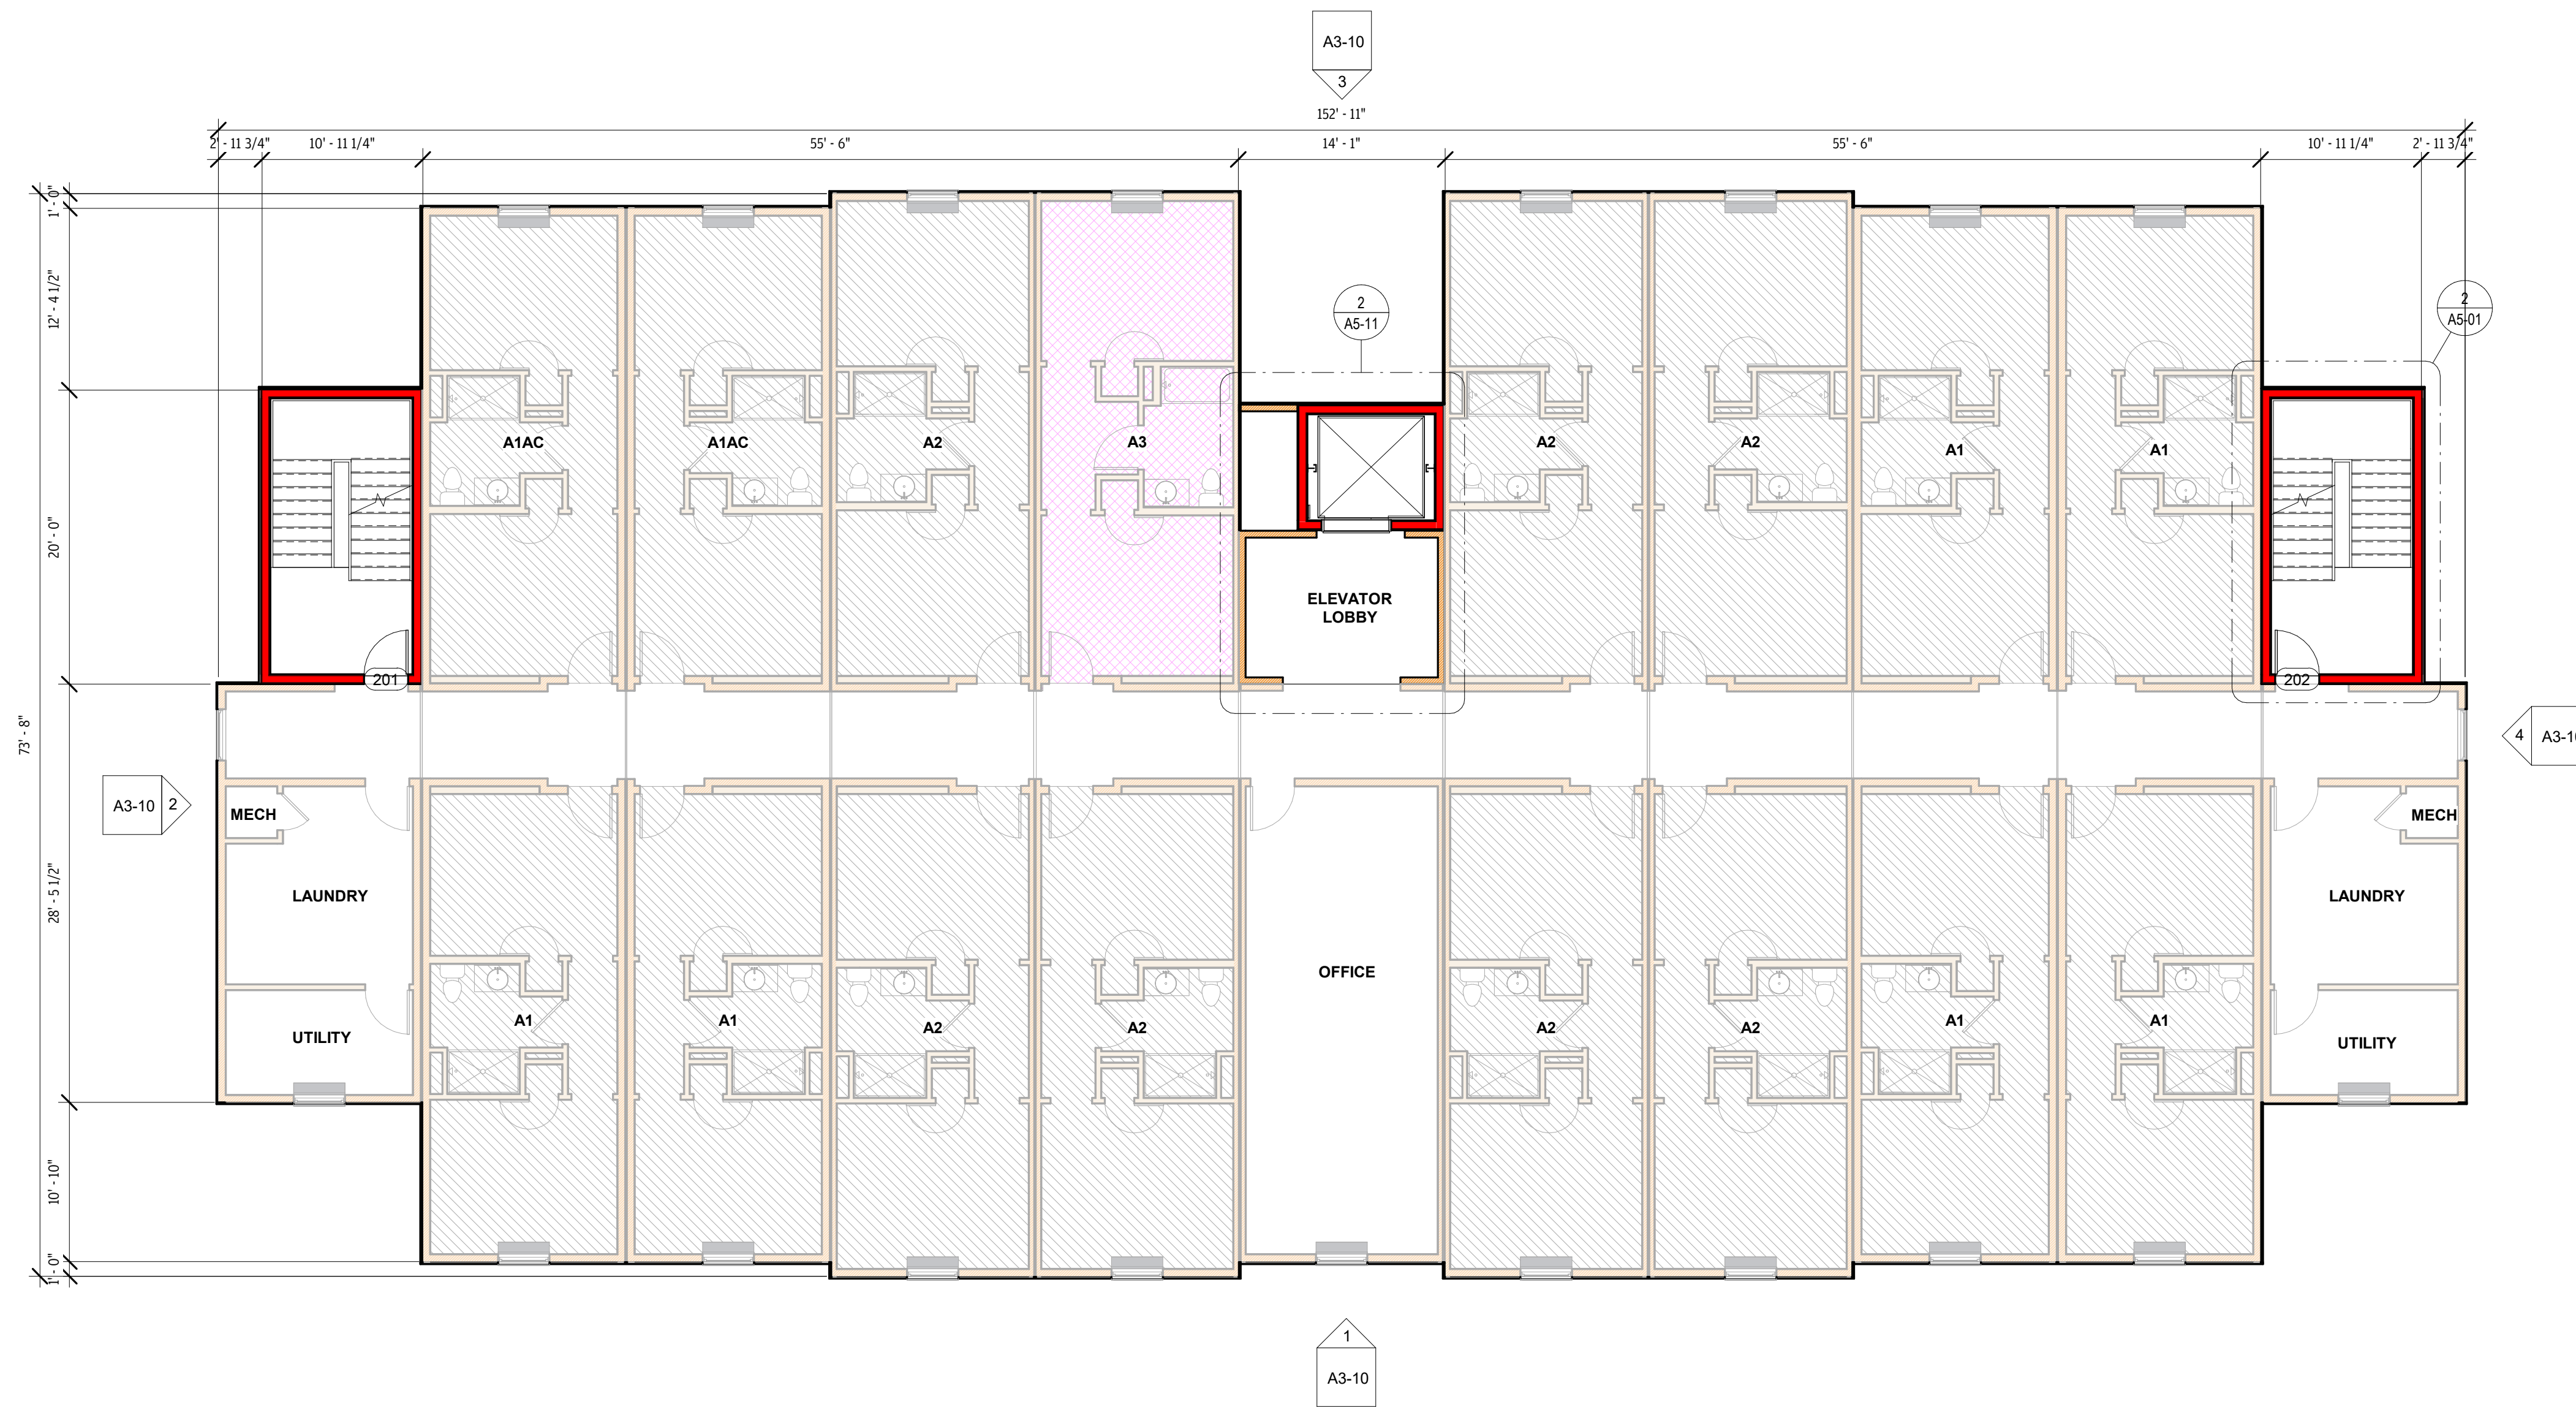 A3-10
3
152' - 11"
2' - 11 3/4"
10' - 11 1/4"
55' - 6"
14' - 1"
55' - 6"
10' - 11 1/4"
2' - 11 3/4"
1' - 0"
12' - 4 1/2"
20' - 0"
73' - 8"
28' - 5 1/2"
10' - 10"
1' - 0"
2
A5-11
2
A5-01
A1AC
A1AC
A2
A3
A2
A2
A1
A1
ELEVATOR
LOBBY
201
202
A3-10
2
4
MECH
MECH
LAUNDRY
LAUNDRY
OFFICE
UTILITY
UTILITY
A1
A1
A2
A2
A2
A2
A1
A1
1
A3-10